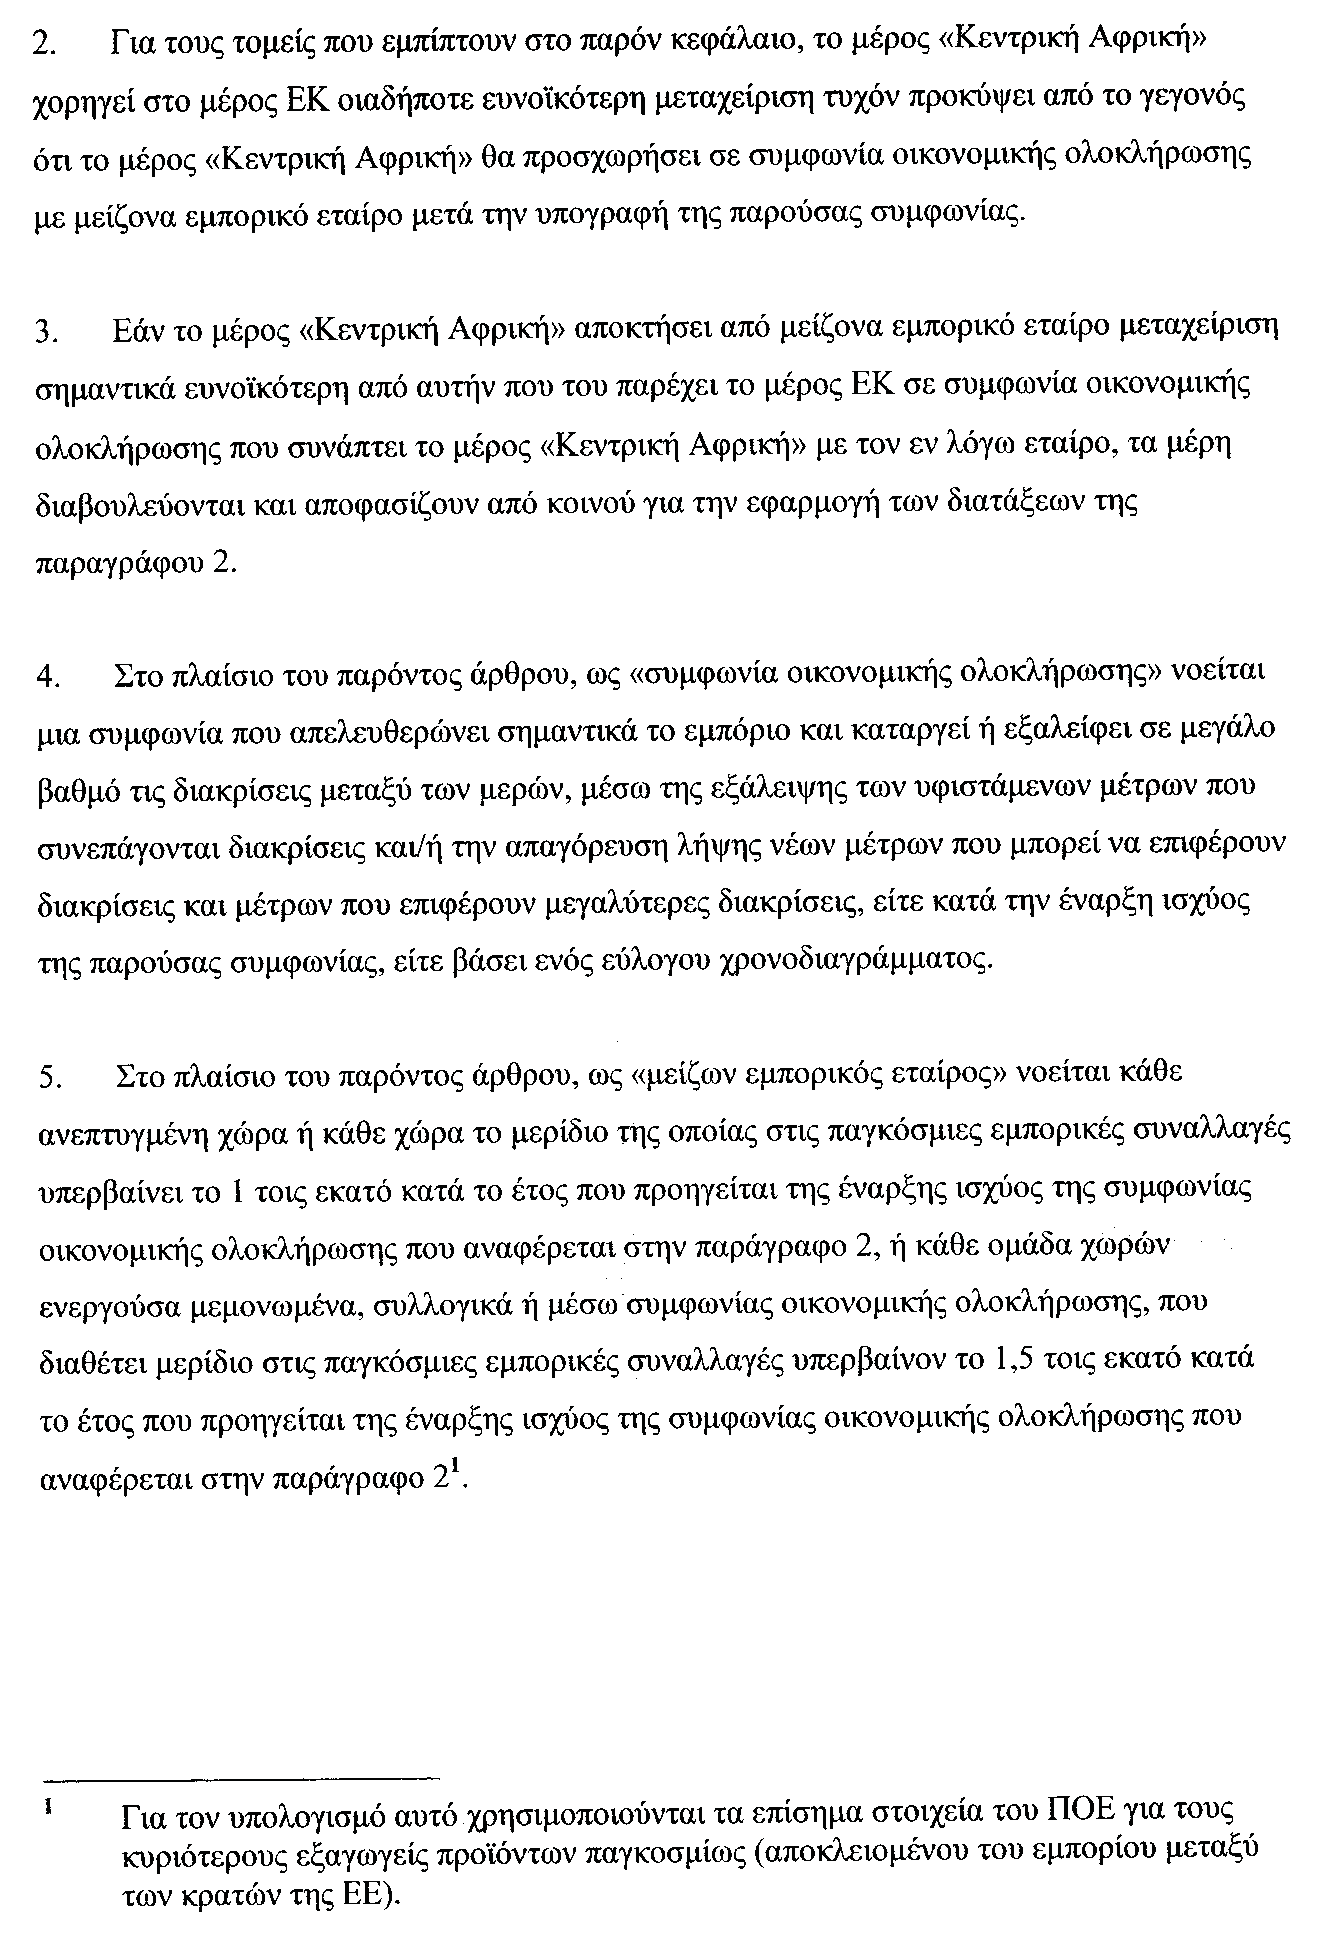 2. Για τους τομείς που εμπίπτουν στο παρόν κεφάλαιο, το μέρος «Κεντρική Αφρική»
χορηγεί στο μέρος ΕΚ οιαδήποτε ευνοϊκότερη μεταχείριση τυχόν προκύψει από το γεγονός
ότι το μέρος «Κεντρική Αφρική» θα προσχωρήσει σε συμφωνία οικονομικής ολοκλήρωσης
με μείζονα εμπορικό εταίρο μετά την υπογραφή της παρούσας συμφωνίας.
3. Εάν το μέρος «Κεντρική Αφρική» αποκτήσει από μείζονα εμπορικό εταίρο μεταχείριση
σημαντικά ευνοϊκότερη από αυτήν που του παρέχει το μέρος ΕΚ σε συμφωνία οικονομικής
ολοκλήρωσης που συνάπτει το μέρος «Κεντρική Αφρική» με τον εν λόγω εταίρο, τα μέρη
διαβουλεύονται και αποφασίζουν από κοινού για την εφαρμογή των διατάξεων της
παραγράφου 2.
4. Στο πλαίσιο του παρόντος άρθρου, ως «συμφωνία οικονομικής ολοκλήρωσης» νοείται
μια συμφωνία που απελευθερώνει σημαντικά το εμπόριο και καταργεί ή εξαλείφει σε μεγάλο
βαθμό τις διακρίσεις μεταξύ των μερών, μέσω της εξάλειψης των υφιστάμενων μέτρων που
συνεπάγονται διακρίσεις και/ή την απαγόρευση λήψης νέων μέτρων που μπορεί να επιφέρουν
διακρίσεις και μέτρων που επιφέρουν μεγαλύτερες διακρίσεις, είτε κατά την έναρξη ισχύος
της παρούσας συμφωνίας, είτε βάσει ενός εύλογου χρονοδιαγράμματος.
5. Στο πλαίσιο του παρόντος άρθρου, ως «μείζων εμπορικός εταίρος» νοείται κάθε
ανεπτυγμένη χώρα ή κάθε χώρα το μερίδιο της οποίας στις παγκόσμιες εμπορικές συναλλαγές
υπερβαίνει το 1 τοις εκατό κατά το έτος που προηγείται της έναρξης ισχύος της συμφωνίας
οικονομικής ολοκλήρωσης που αναφέρεται στην παράγραφο 2, ή κάθε ομάδα χωρών
ενεργούσα μεμονωμένα, συλλογικά ή μέσω συμφωνίας οικονομικής ολοκλήρωσης, που
διαθέτει μερίδιο στις παγκόσμιες εμπορικές συναλλαγές υπερβαίνον το 1,5 τοις εκατό κατά
το έτος που προηγείται της έναρξης ισχύος της συμφωνίας οικονομικής ολοκλήρωσης που
αναφέρεται στην παράγραφο 2¹.
¹ Για τον υπολογισμό αυτό χρησιμοποιούνται τα επίσημα στοιχεία του ΠΟΕ για τους
κυριότερους εξαγωγείς προϊόντων παγκοσμίως (αποκλειομένου του εμπορίου μεταξύ
των κρατών της ΕΕ).